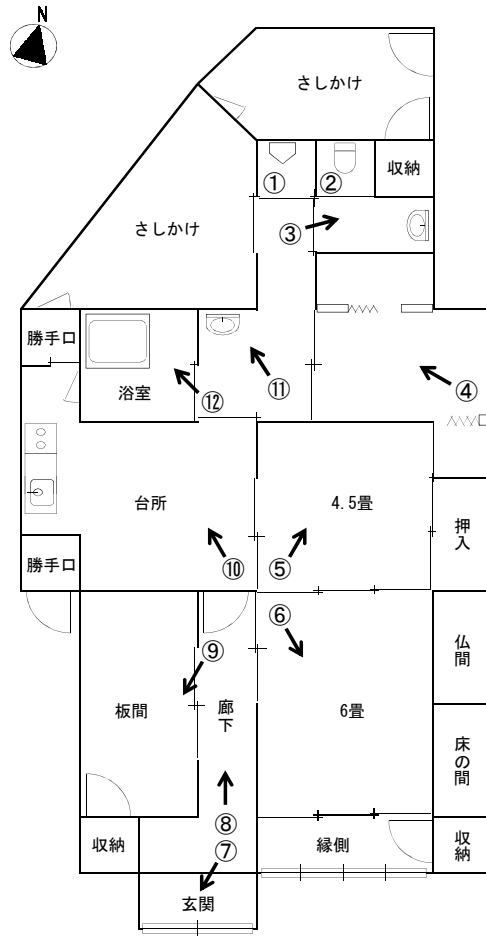 N
さしかけ
① ② 収納
さしかけ ③
勝手口
浴室 ⑫ ⑪ ④
台所 4.5畳 押入
勝手口 ⑩ ⑤
⑥
⑨ 仏間
板間 廊下 6畳
床の間
⑧
収納 ⑦ 縁側 収納
玄関